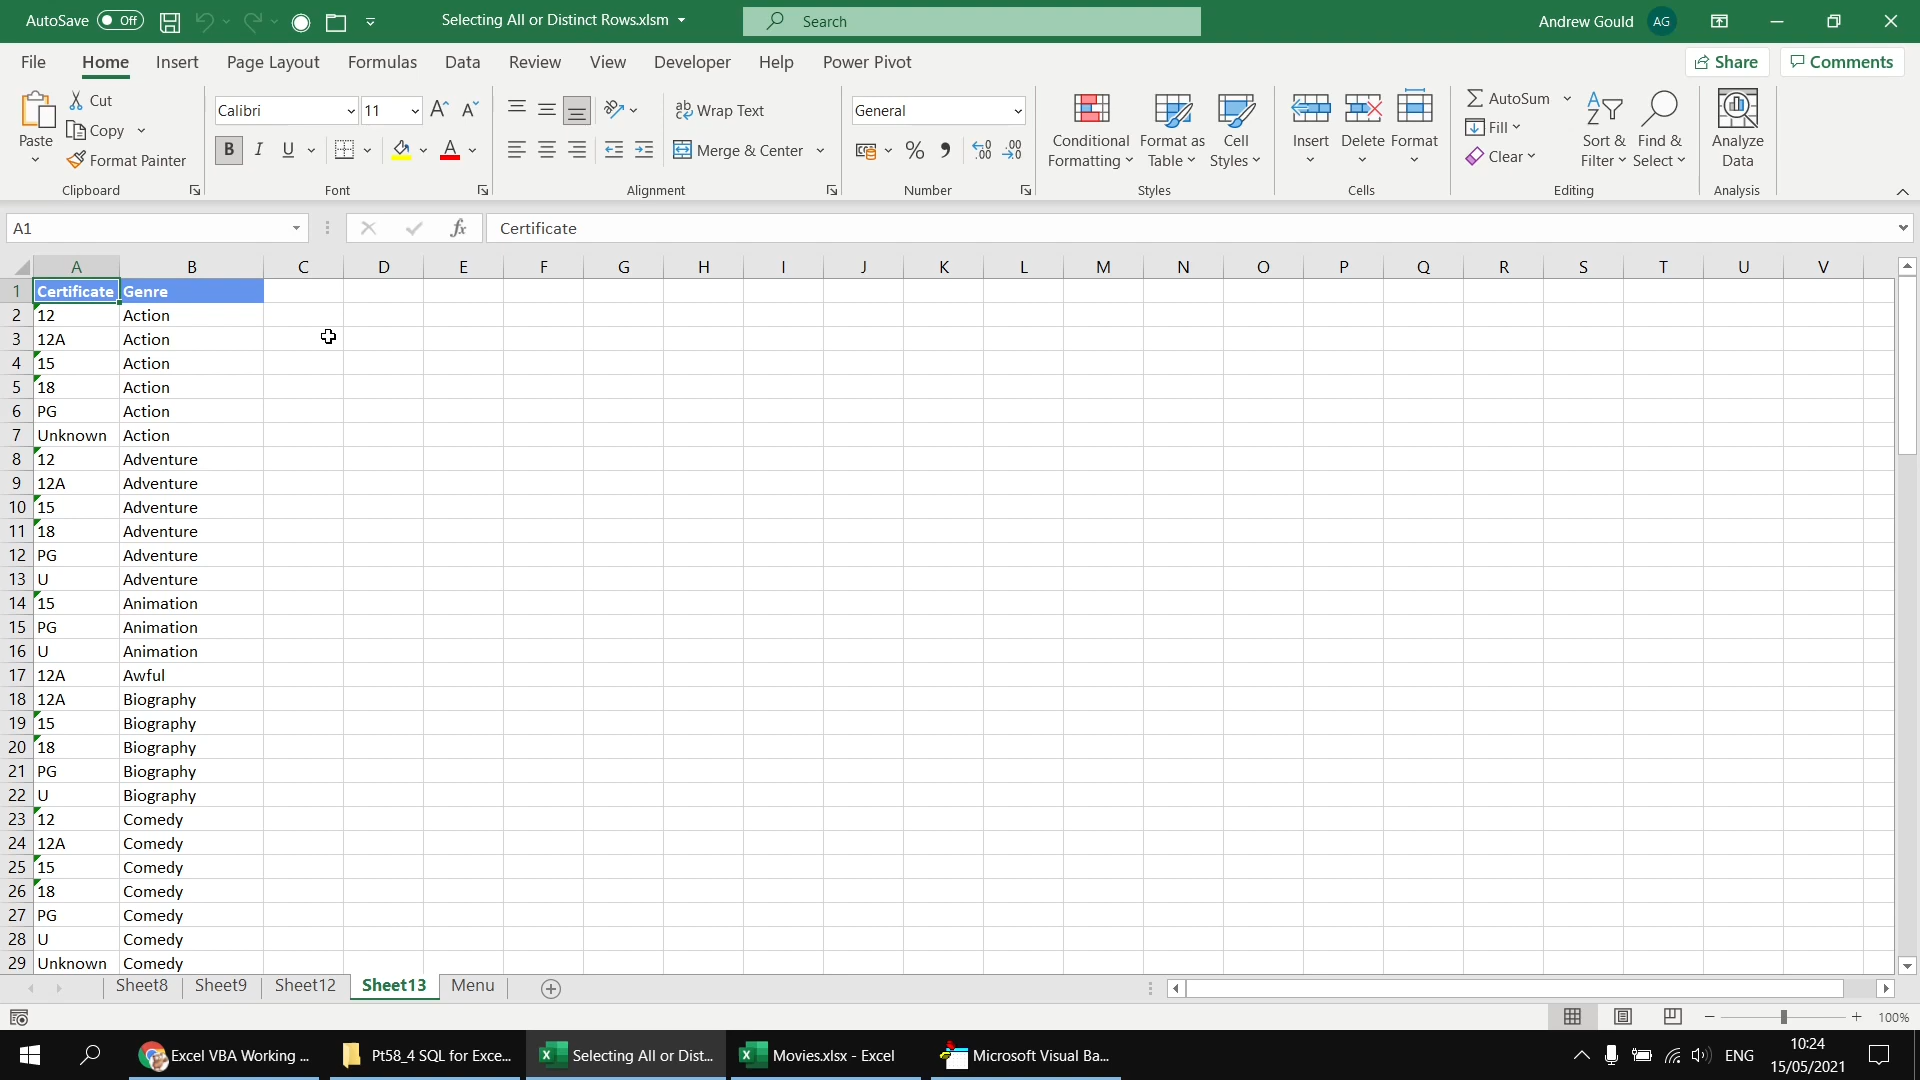 AutoSave Off Selecting All or Distinct Rows.xlsm Search Andrew Gould AG
File Home Insert Page Layout Formulas Data Review View Developer Help Power Pivot Share Comments
Paste
Cut
Copy
Format Painter
Clipboard
Calibri 11
B I U A
Font
Wrap Text
Merge & Center
Alignment
General
%
Number
Conditional Formatting
Format as Table
Cell Styles
Styles
Insert Delete Format
Cells
AutoSum
Fill
Clear
Sort & Filter
Find & Select
Editing
Analyze Data
Analysis
A1 fx Certificate
A B C D E F G H I J K L M N O P Q R S T U V
1 Certificate Genre
2 12 Action
3 12A Action
4 15 Action
5 18 Action
6 PG Action
7 Unknown Action
8 12 Adventure
9 12A Adventure
10 15 Adventure
11 18 Adventure
12 PG Adventure
13 U Adventure
14 15 Animation
15 PG Animation
16 U Animation
17 12A Awful
18 12A Biography
19 15 Biography
20 18 Biography
21 PG Biography
22 U Biography
23 12 Comedy
24 12A Comedy
25 15 Comedy
26 18 Comedy
27 PG Comedy
28 U Comedy
29 Unknown Comedy
Sheet8 Sheet9 Sheet12 Sheet13 Menu
100%
Excel VBA Working ... Pt58_4 SQL for Exce... Selecting All or Dist... Movies.xlsx - Excel Microsoft Visual Ba... ENG 10:24
15/05/2021